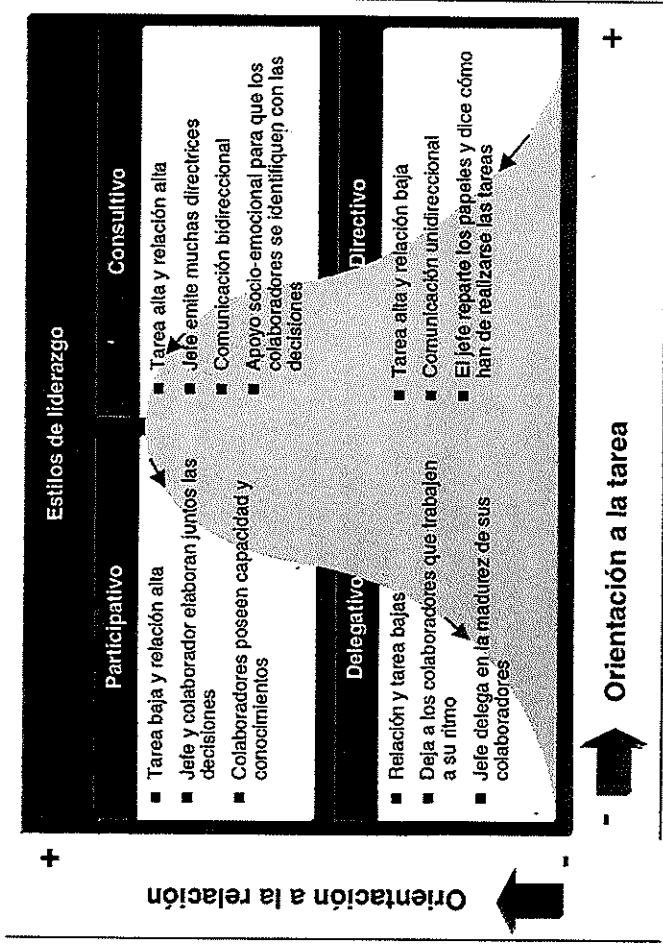 Estilos de liderazgo
Participativo
■ Tarea baja y relación alta
■ Jefe y colaborador elaboran juntos las
decisiones
■ Colaboradores poseen capacidad y
conocimientos
Consultivo
■ Tarea alta y relación alta
■ Jefe emite muchas directrices
■ Comunicación bidireccional
■ Apoyo socio-emocional para que los
colaboradores se identifiquen con las
decisiones
Delegativo
■ Relación y tarea bajas
■ Deja a los colaboradores que trabajen
a su ritmo
■ Jefe delega en la madurez de sus
colaboradores
Directivo
■ Tarea alta y relación baja
■ Comunicación unidireccional
■ El jefe reparte los papeles y dice cómo
han de realizarse las tareas
+
Orientación a la relación
-
-
Orientación a la tarea
+